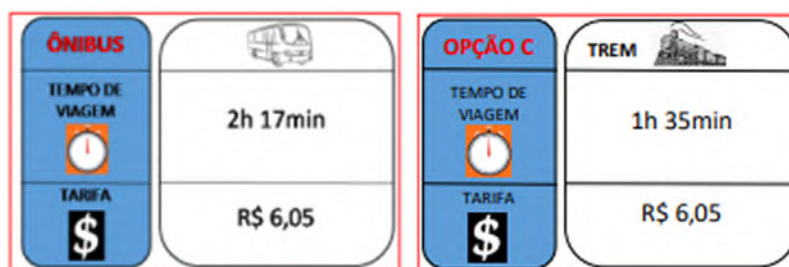 ÔNIBUS
TEMPO DE
VIAGEM
2h 17min
TARIFA
$
R$ 6,05
OPÇÃO C
TREM
TEMPO DE
VIAGEM
1h 35min
TARIFA
$
R$ 6,05